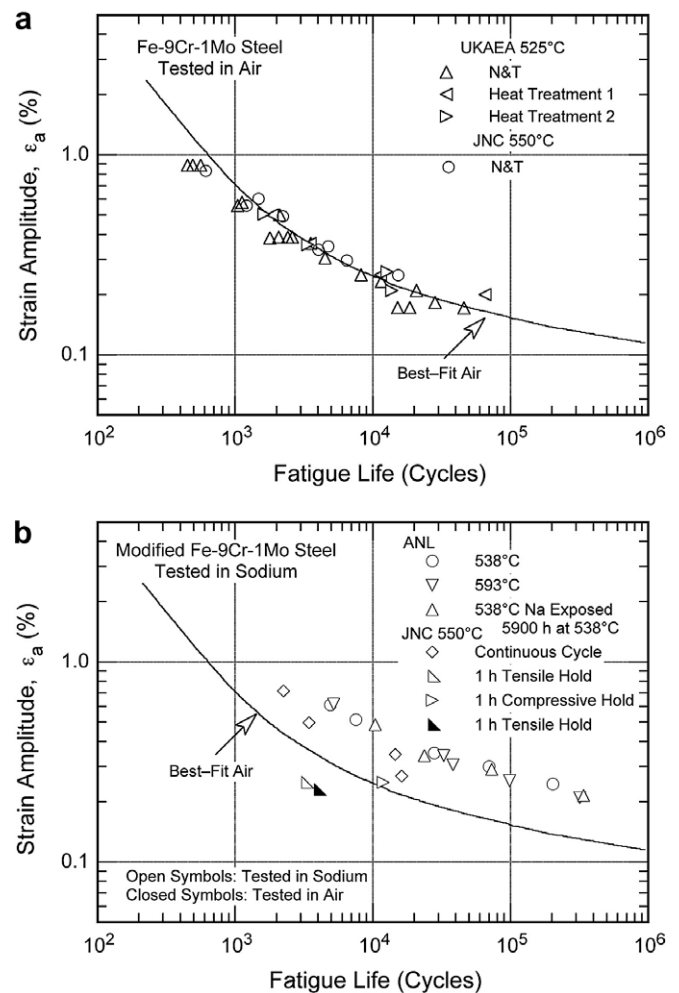 a
Fe-9Cr-1Mo Steel
Tested in Air
UKAEA 525°C
N&T
Heat Treatment 1
Heat Treatment 2
JNC 550°C
N&T
1.0
0.1
Strain Amplitude, εa (%)
Best–Fit Air
10² 10³ 10⁴ 10⁵ 10⁶
Fatigue Life (Cycles)
b
Modified Fe-9Cr-1Mo Steel
Tested in Sodium
ANL
538°C
593°C
538°C Na Exposed
5900 h at 538°C
JNC 550°C
Continuous Cycle
1 h Tensile Hold
1 h Compressive Hold
1 h Tensile Hold
1.0
0.1
Strain Amplitude, εa (%)
Best–Fit Air
Open Symbols: Tested in Sodium
Closed Symbols: Tested in Air
10² 10³ 10⁴ 10⁵ 10⁶
Fatigue Life (Cycles)